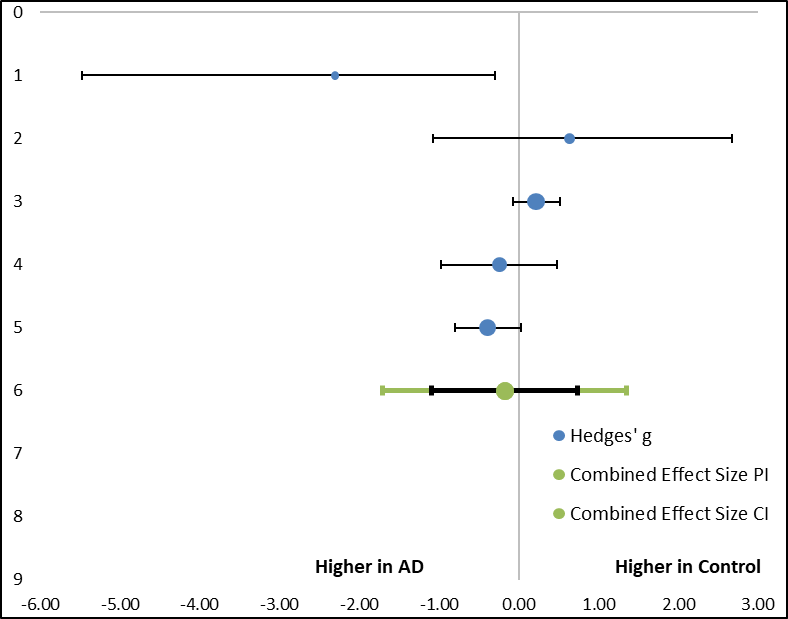 0
1
2
3
4
5
6
7
8
9
Hedges' g
Combined Effect Size PI
Combined Effect Size CI
Higher in AD Higher in Control
-6.00 -5.00 -4.00 -3.00 -2.00 -1.00 0.00 1.00 2.00 3.00